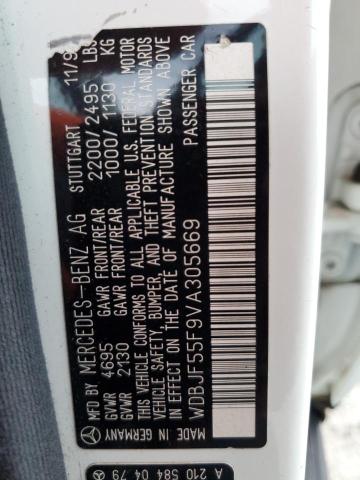 MFD BY MERCEDES-BENZ AG STUTTGART 11/9
GVWR 4695 GAWR FRONT/REAR 2200/2495 LBS
GVWR 2130 GAWR FRONT/REAR 1000/1130 KG
THIS VEHICLE CONFORMS TO ALL APPLICABLE U.S. FEDERAL MOTOR
VEHICLE SAFETY, BUMPER, AND THEFT PREVENTION STANDARDS
IN EFFECT ON THE DATE OF MANUFACTURE SHOWN ABOVE
WDBJF55F9VA305669 PASSENGER CAR
MADE IN GERMANY
A 210 584 04 79